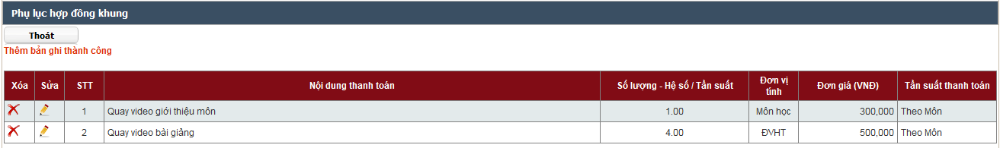 Phụ lục hợp đồng khung
Thoát
Thêm bản ghi thành công
Xóa Sửa STT Nội dung thanh toán Số lượng - Hệ số / Tần suất Đơn vị tính Đơn giá (VNĐ) Tần suất thanh toán
1 Quay video giới thiệu môn 1.00 Môn học 300,000 Theo Môn
2 Quay video bài giảng 4.00 ĐVHT 500,000 Theo Môn